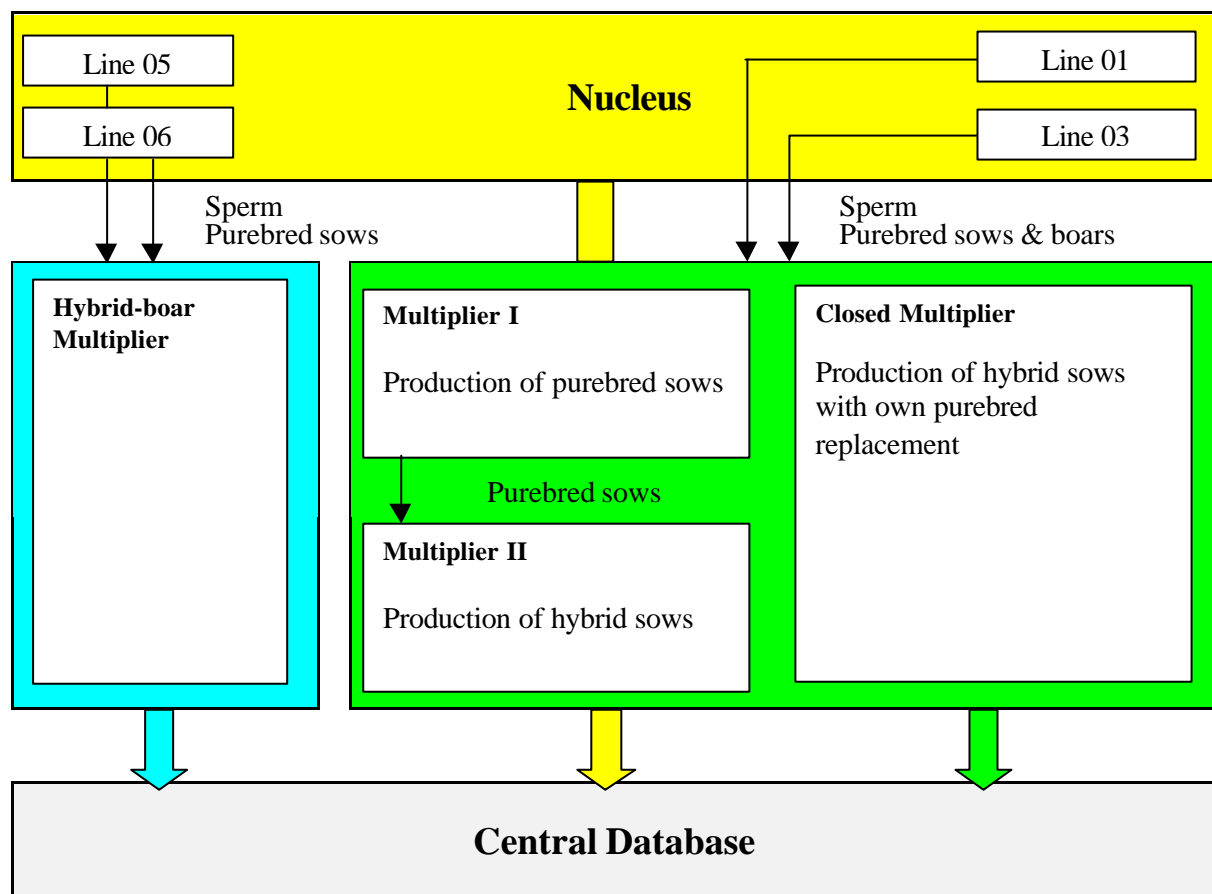 Line 05
Line 06
Nucleus
Line 01
Line 03
Sperm
Purebred sows
Sperm
Purebred sows & boars
Hybrid-boar
Multiplier
Multiplier I
Production of purebred sows
Purebred sows
Multiplier II
Production of hybrid sows
Closed Multiplier
Production of hybrid sows
with own purebred
replacement
Central Database